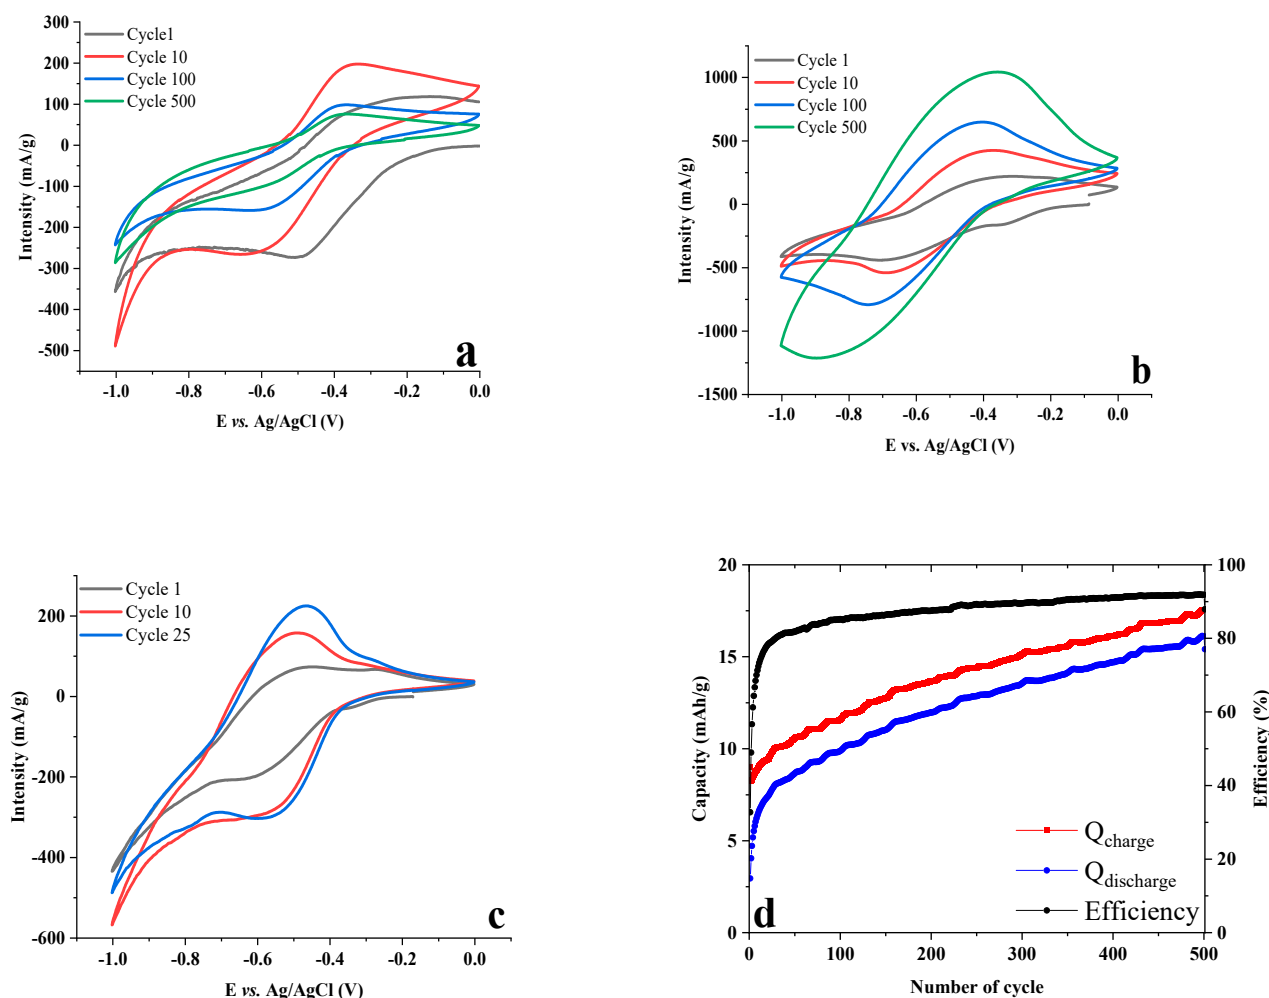 Cycle1
Cycle 10
Cycle 100
Cycle 500
300
200
100
0
-100
-200
-300
-400
-500
Intensity (mA/g)
-1.0 -0.8 -0.6 -0.4 -0.2 0.0
E vs. Ag/AgCl (V)
a
Cycle 1
Cycle 10
Cycle 100
Cycle 500
1000
500
0
-500
-1000
-1500
Intensity (mA/g)
-1.0 -0.8 -0.6 -0.4 -0.2 0.0
E vs. Ag/AgCl (V)
b
Cycle 1
Cycle 10
Cycle 25
200
0
-200
-400
-600
Intensity (mA/g)
-1.0 -0.8 -0.6 -0.4 -0.2 0.0
E vs. Ag/AgCl (V)
c
20
15
10
5
0
Capacity (mAh/g)
100
80
60
40
20
0
Efficiency (%)
Qcharge
Qdischarge
Efficiency
d
0 100 200 300 400 500
Number of cycle